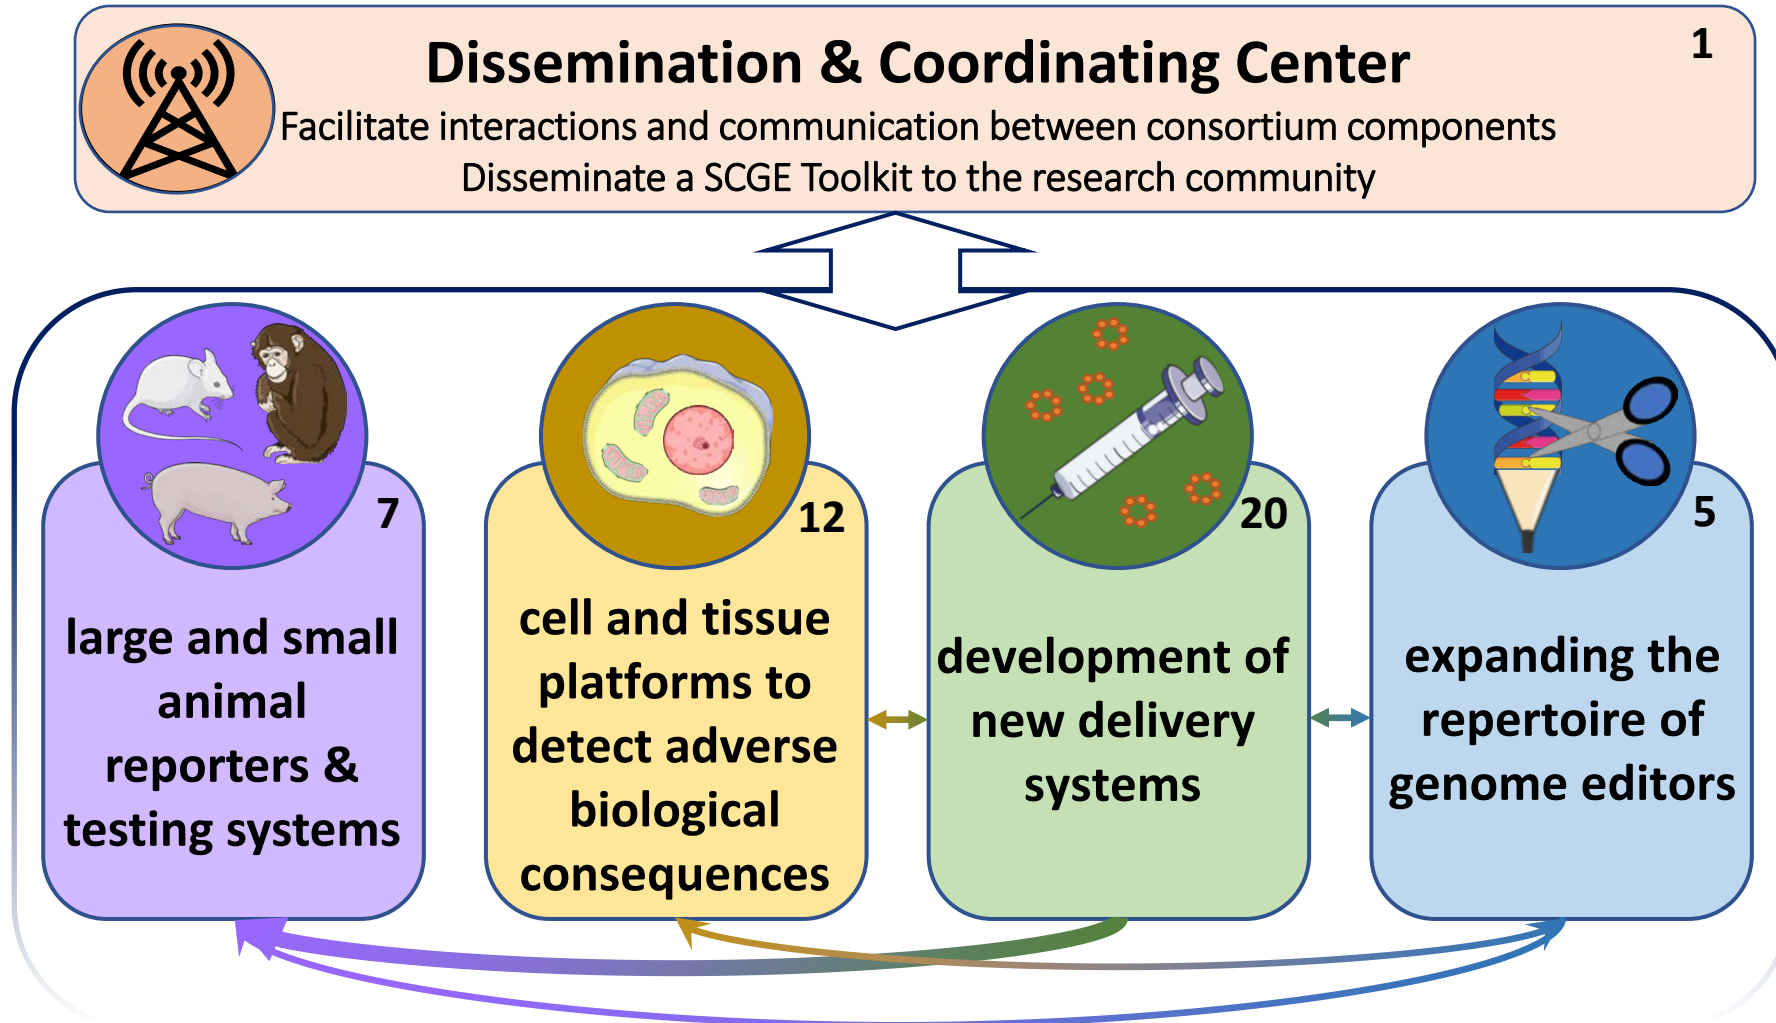 Dissemination & Coordinating Center
1
Facilitate interactions and communication between consortium components
Disseminate a SCGE Toolkit to the research community
7
large and small
animal
reporters &
testing systems
12
cell and tissue
platforms to
detect adverse
biological
consequences
20
development of
new delivery
systems
5
expanding the
repertoire of
genome editors